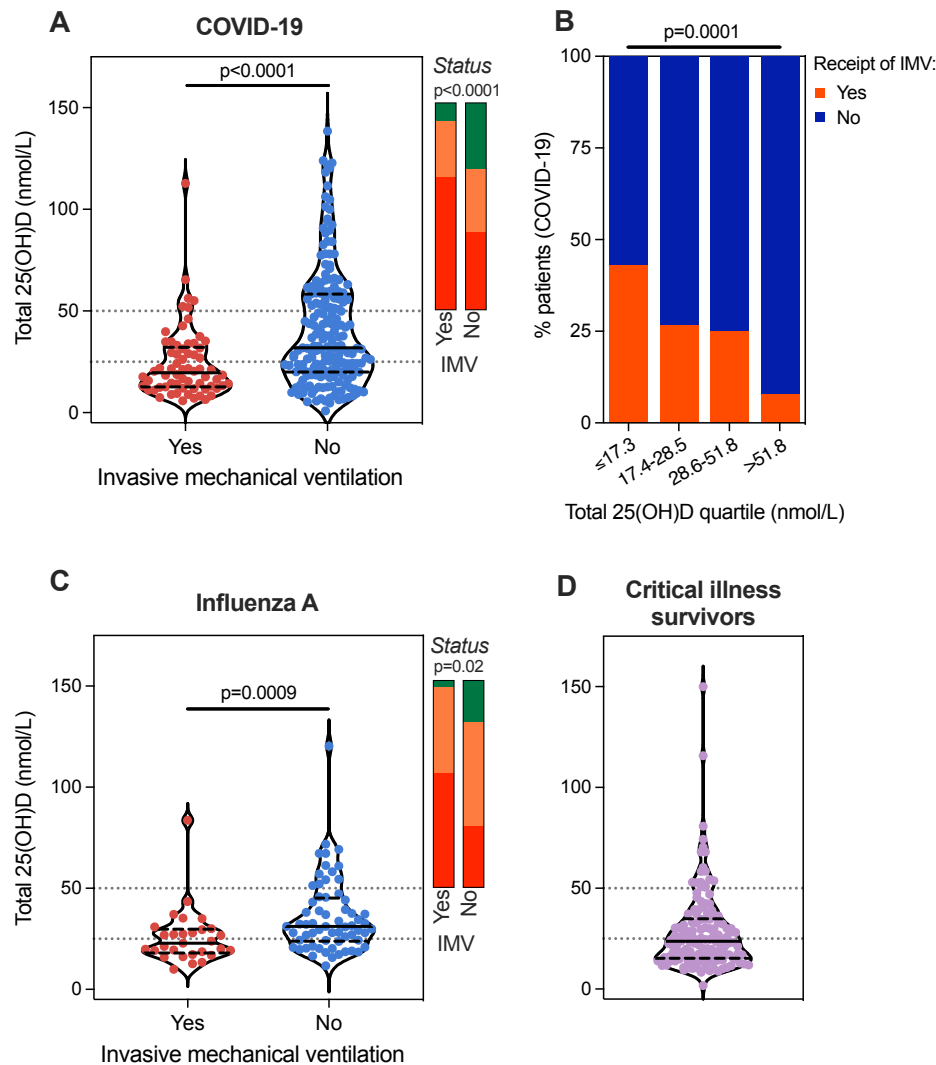 A
COVID-19
p<0.0001
Status
p<0.0001
Total 25(OH)D (nmol/L)
150
100
50
0
Yes
No
Invasive mechanical ventilation
Yes
No
IMV
B
p=0.0001
Receipt of IMV:
Yes
No
% patients (COVID-19)
100
75
50
25
0
≤17.3
17.4-28.5
28.6-51.8
>51.8
Total 25(OH)D quartile (nmol/L)
C
Influenza A
p=0.0009
Status
p=0.02
Total 25(OH)D (nmol/L)
150
100
50
0
Yes
No
Invasive mechanical ventilation
Yes
No
IMV
D
Critical illness
survivors
150
100
50
0